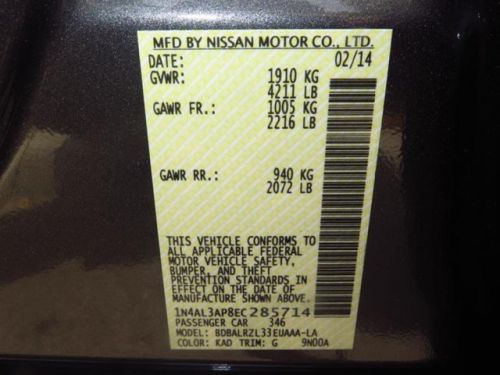 MFD BY NISSAN MOTOR CO., LTD.
DATE: 02/14
GVWR: 1910 KG
4211 LB
GAWR FR.: 1005 KG
2216 LB
GAWR RR.: 940 KG
2072 LB
THIS VEHICLE CONFORMS TO
ALL APPLICABLE FEDERAL
MOTOR VEHICLE SAFETY,
BUMPER, AND THEFT
PREVENTION STANDARDS IN
EFFECT ON THE DATE OF
MANUFACTURE SHOWN ABOVE.
1N4AL3AP8EC285714
PASSENGER CAR 346
MODEL: BDBALRZL33EUAAA-LA
COLOR: KAD TRIM: G 9N00A